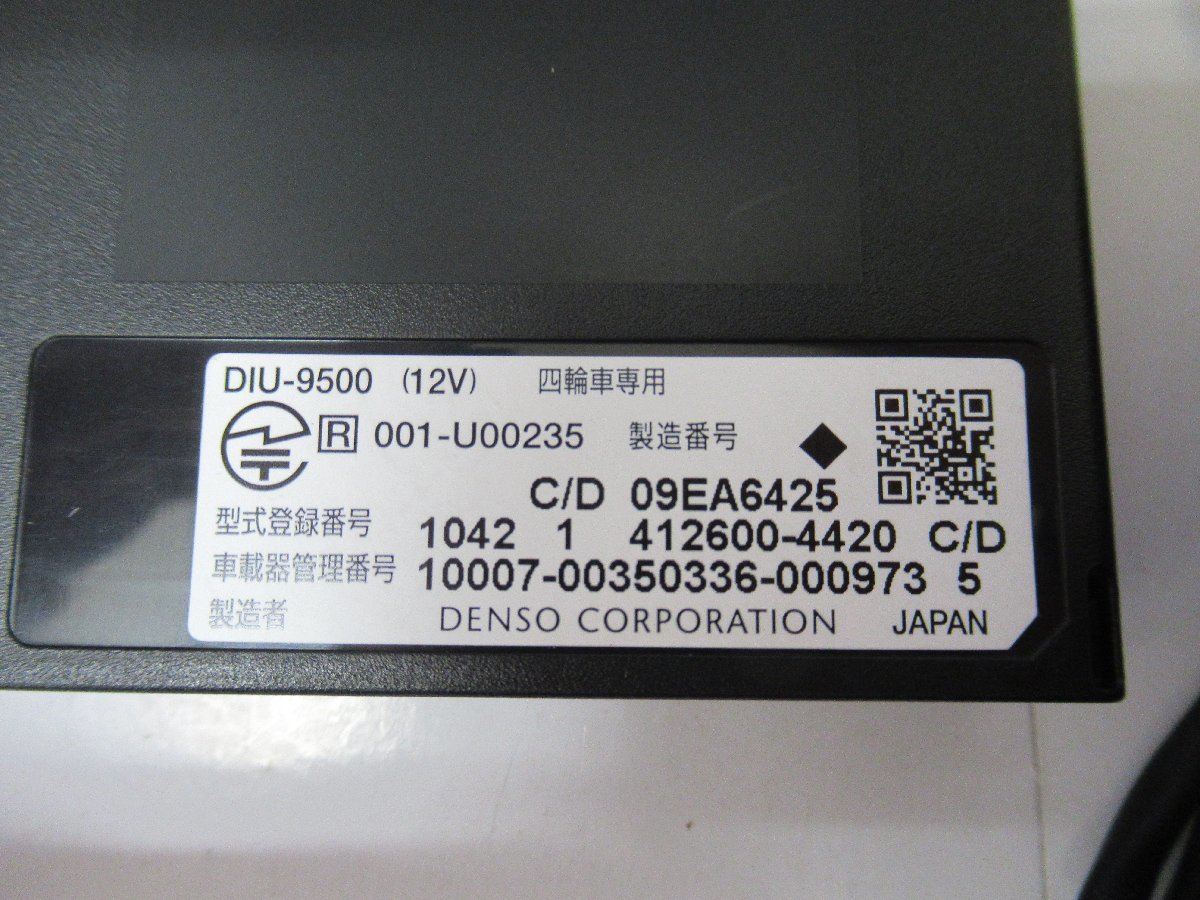 DIU-9500 (12V) 四輪車専用
R 001-U00235 製造番号
C/D 09EA6425
型式登録番号 1042 1 412600-4420 C/D
車載器管理番号 10007-00350336-000973 5
製造者 DENSO CORPORATION JAPAN